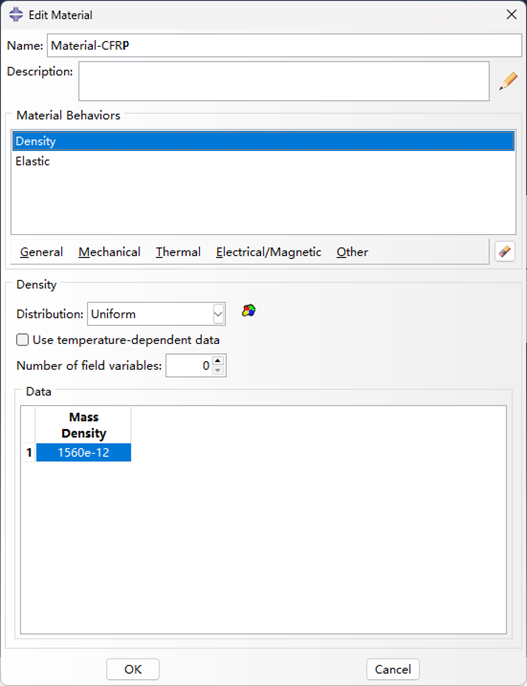 Edit Material
Name: Material-CFRP
Description:
Material Behaviors
Density
Elastic
General Mechanical Thermal Electrical/Magnetic Other
Density
Distribution: Uniform
Use temperature-dependent data
Number of field variables: 0
Data
Mass
Density
1 1560e-12
OK Cancel